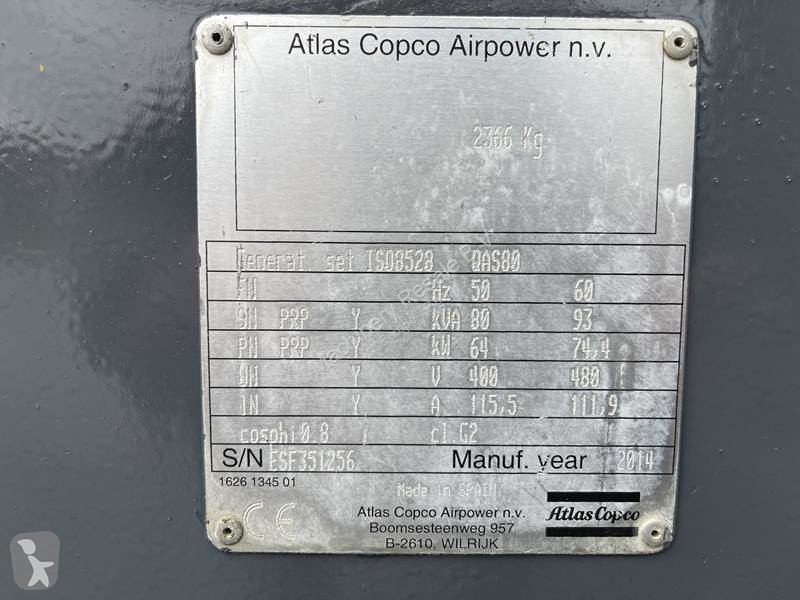 Atlas Copco Airpower n.v.
2366 Kg
Generat. set ISO8528 QAS80
FN Hz 50 60
SN PRP Y kVA 80 93
PN PRP Y kW 64 74,4
UN Y V 400 480
IN Y A 115,5 111,9
cosphi 0.8 cl.G2
S/N ESF351256 Manuf. year 2014
1626 1345 01
Made in SPAIN
CE
Atlas Copco Airpower n.v.
Boomsesteenweg 957
B-2610, WILRIJK
Atlas Copco